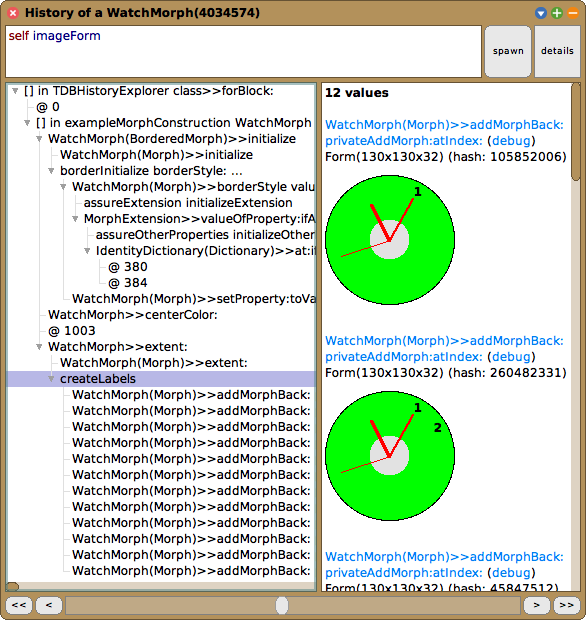 History of a WatchMorph(4034574)
self imageForm
spawn
details
[] in TDBHistoryExplorer class>>forBlock:
@ 0
[] in exampleMorphConstruction WatchMorph
WatchMorph(BorderedMorph)>>initialize
WatchMorph(Morph)>>initialize
borderInitialize borderStyle: ...
WatchMorph(Morph)>>borderStyle valu
assureExtension initializeExtension
MorphExtension>>valueOfProperty:ifA
assureOtherProperties initializeOther
IdentityDictionary(Dictionary)>>at:if
@ 380
@ 384
WatchMorph(Morph)>>setProperty:toVa
WatchMorph>>centerColor:
@ 1003
WatchMorph>>extent:
WatchMorph(Morph)>>extent:
createLabels
WatchMorph(Morph)>>addMorphBack:
WatchMorph(Morph)>>addMorphBack:
WatchMorph(Morph)>>addMorphBack:
WatchMorph(Morph)>>addMorphBack:
WatchMorph(Morph)>>addMorphBack:
WatchMorph(Morph)>>addMorphBack:
WatchMorph(Morph)>>addMorphBack:
WatchMorph(Morph)>>addMorphBack:
WatchMorph(Morph)>>addMorphBack:
WatchMorph(Morph)>>addMorphBack:
WatchMorph(Morph)>>addMorphBack:
WatchMorph(Morph)>>addMorphBack:
12 values
WatchMorph(Morph)>>addMorphBack:
privateAddMorph:atIndex: (debug)
Form(130x130x32) (hash: 105852006)
1
WatchMorph(Morph)>>addMorphBack:
privateAddMorph:atIndex: (debug)
Form(130x130x32) (hash: 260482331)
1
2
WatchMorph(Morph)>>addMorphBack:
privateAddMorph:atIndex: (debug)
Form(130x130x32) (hash: 45847512)
<<
<
>
>>